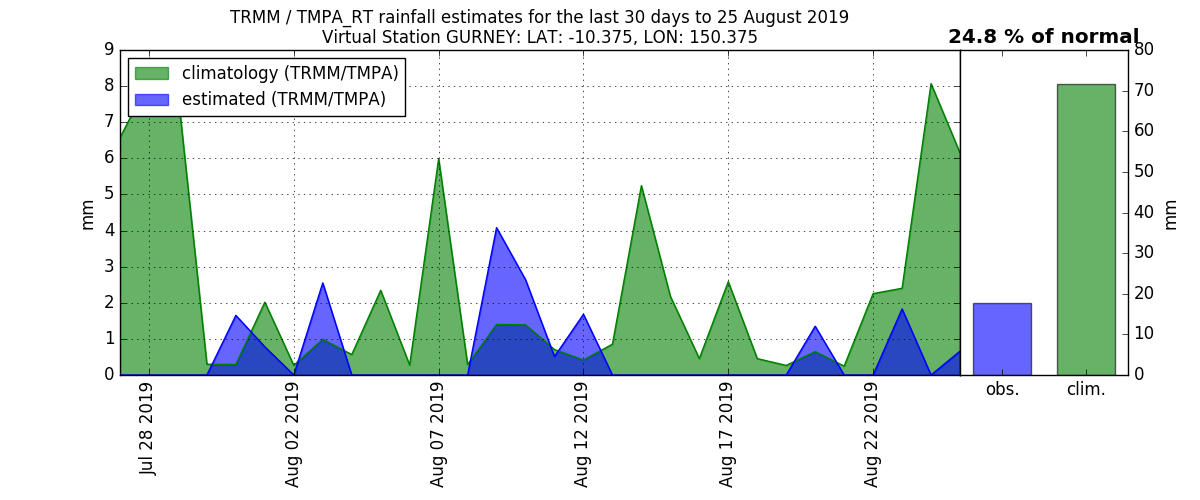 TRMM / TMPA_RT rainfall estimates for the last 30 days to 25 August 2019
Virtual Station GURNEY: LAT: -10.375, LON: 150.375
24.8 % of normal
climatology (TRMM/TMPA)
estimated (TRMM/TMPA)
9
8
7
6
5
4
3
2
1
0
mm
Jul 28 2019
Aug 02 2019
Aug 07 2019
Aug 12 2019
Aug 17 2019
Aug 22 2019
obs.
clim.
80
70
60
50
40
30
20
10
0
mm